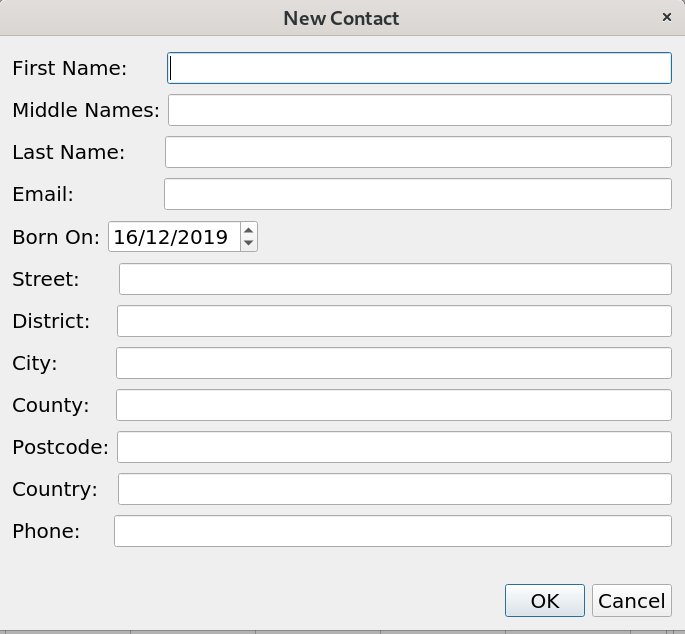 New Contact ×
First Name:
Middle Names:
Last Name:
Email:
Born On: 16/12/2019
Street:
District:
City:
County:
Postcode:
Country:
Phone:
OK Cancel